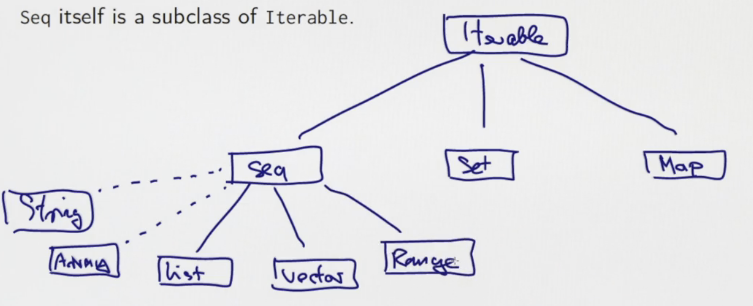 Seq itself is a subclass of Iterable.
Iterable
Seq
Set
Map
String
Array
List
Vector
Range